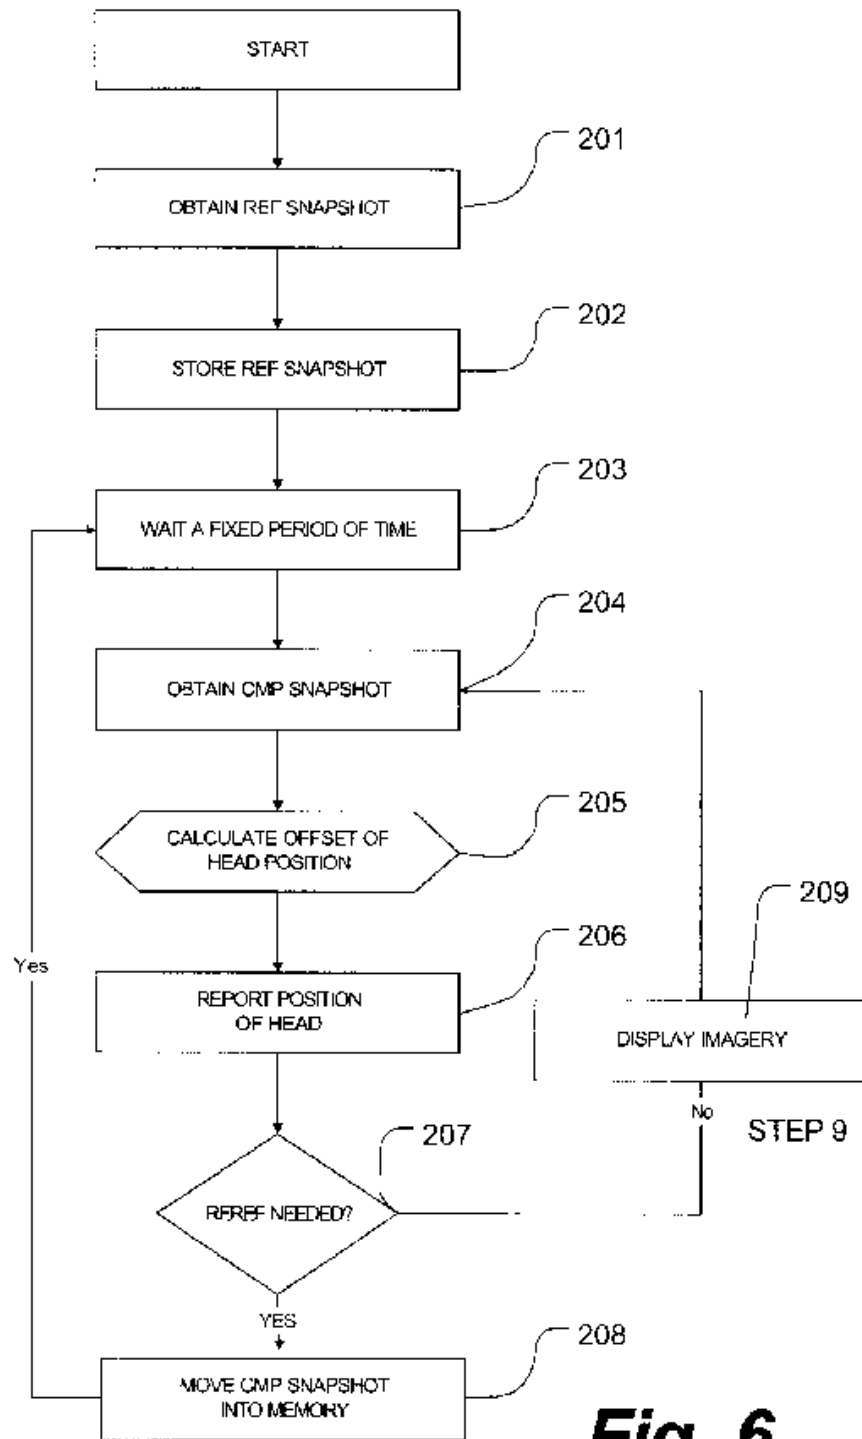 START
201
OBTAIN REF SNAPSHOT
202
STORE REF SNAPSHOT
203
WAIT A FIXED PERIOD OF TIME
204
OBTAIN CMP SNAPSHOT
205
CALCULATE OFFSET OF
HEAD POSITION
209
206
Yes
REPORT POSITION
OF HEAD
DISPLAY IMAGERY
No
STEP 9
207
REREF NEEDED?
YES
208
MOVE CMP SNAPSHOT
INTO MEMORY
Fig. 6